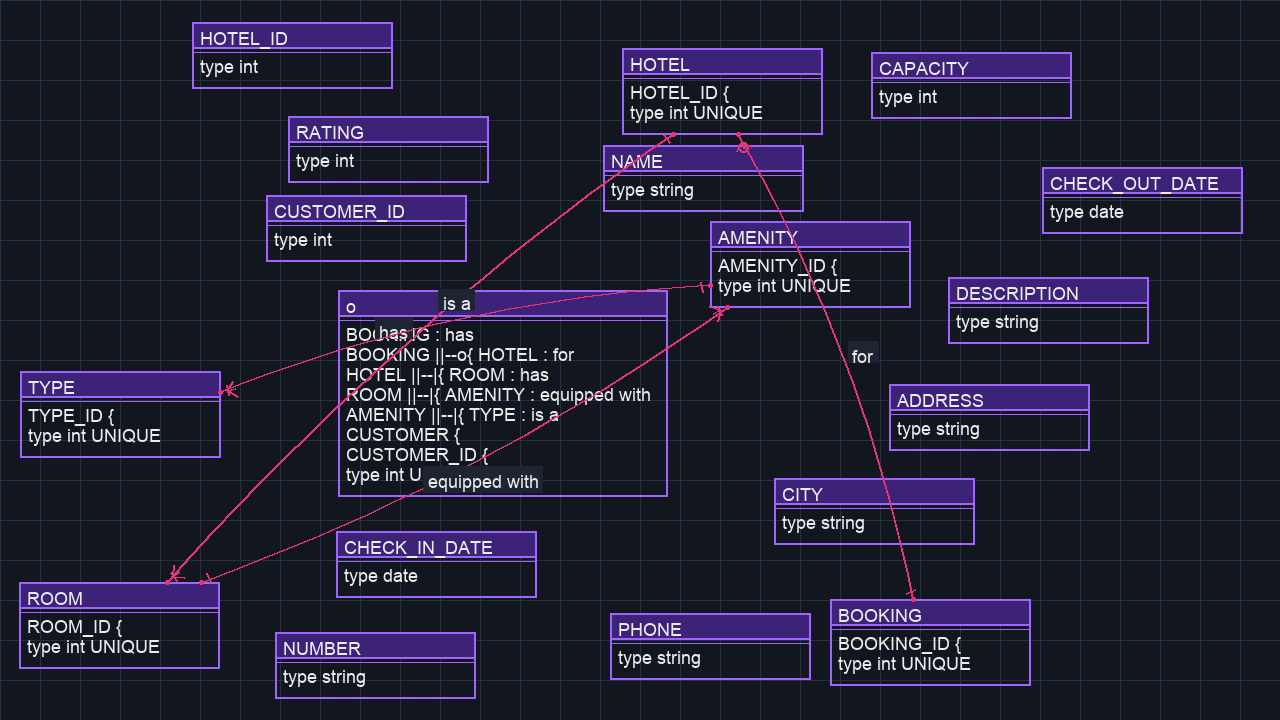 HOTEL_ID
type int
HOTEL
HOTEL_ID {
type int UNIQUE
CAPACITY
type int
RATING
type int
NAME
type string
CHECK_OUT_DATE
type date
CUSTOMER_ID
type int
AMENITY
AMENITY_ID {
type int UNIQUE
DESCRIPTION
type string
o
is a
has
: has
BOOKING ||--o{ HOTEL : for
HOTEL ||--|{ ROOM : has
ROOM ||--|{ AMENITY : equipped with
AMENITY ||--|{ TYPE : is a
CUSTOMER {
CUSTOMER_ID {
type int U
equipped with
for
TYPE
TYPE_ID {
type int UNIQUE
ADDRESS
type string
CITY
type string
CHECK_IN_DATE
type date
ROOM
ROOM_ID {
type int UNIQUE
NUMBER
type string
PHONE
type string
BOOKING
BOOKING_ID {
type int UNIQUE